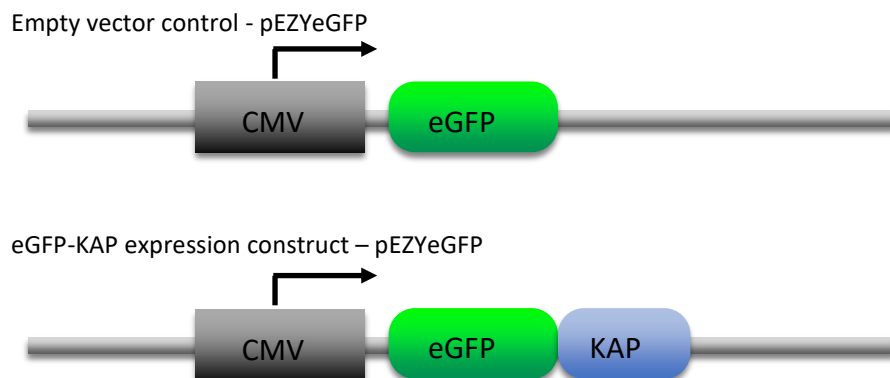 Empty vector control - pEZYeGFP
CMV
eGFP
eGFP-KAP expression construct – pEZYeGFP
CMV
eGFP
KAP